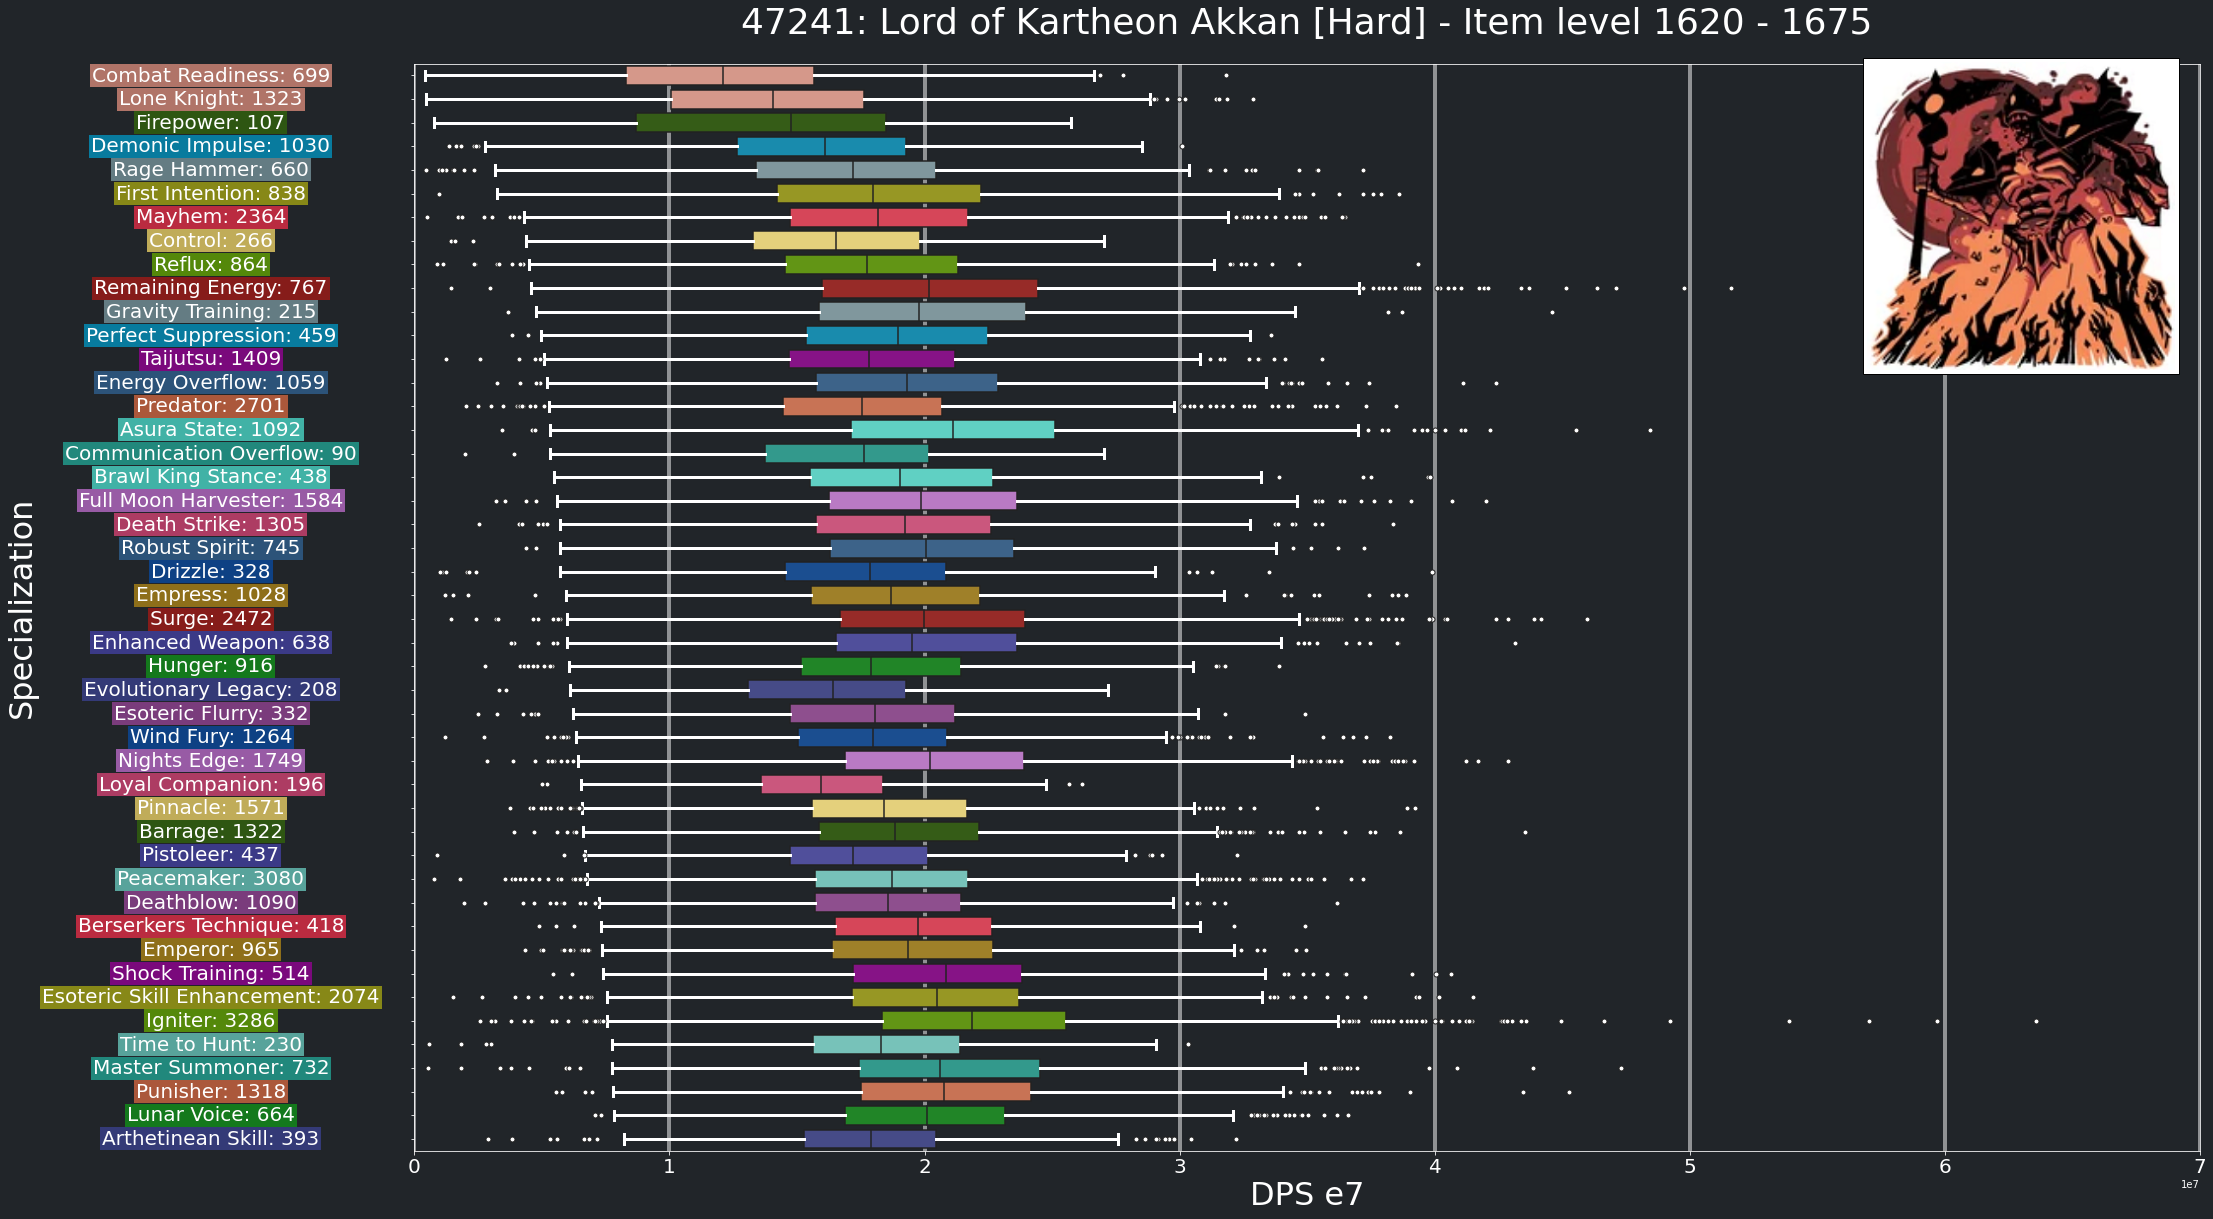 47241: Lord of Kartheon Akkan [Hard] - Item level 1620 - 1675
Specialization
Combat Readiness: 699
Lone Knight: 1323
Firepower: 107
Demonic Impulse: 1030
Rage Hammer: 660
First Intention: 838
Mayhem: 2364
Control: 266
Reflux: 864
Remaining Energy: 767
Gravity Training: 215
Perfect Suppression: 459
Taijutsu: 1409
Energy Overflow: 1059
Predator: 2701
Asura State: 1092
Communication Overflow: 90
Brawl King Stance: 438
Full Moon Harvester: 1584
Death Strike: 1305
Robust Spirit: 745
Drizzle: 328
Empress: 1028
Surge: 2472
Enhanced Weapon: 638
Hunger: 916
Evolutionary Legacy: 208
Esoteric Flurry: 332
Wind Fury: 1264
Nights Edge: 1749
Loyal Companion: 196
Pinnacle: 1571
Barrage: 1322
Pistoleer: 437
Peacemaker: 3080
Deathblow: 1090
Berserkers Technique: 418
Emperor: 965
Shock Training: 514
Esoteric Skill Enhancement: 2074
Igniter: 3286
Time to Hunt: 230
Master Summoner: 732
Punisher: 1318
Lunar Voice: 664
Arthetinean Skill: 393
0 1 2 3 4 5 6 7
1e7
DPS e7